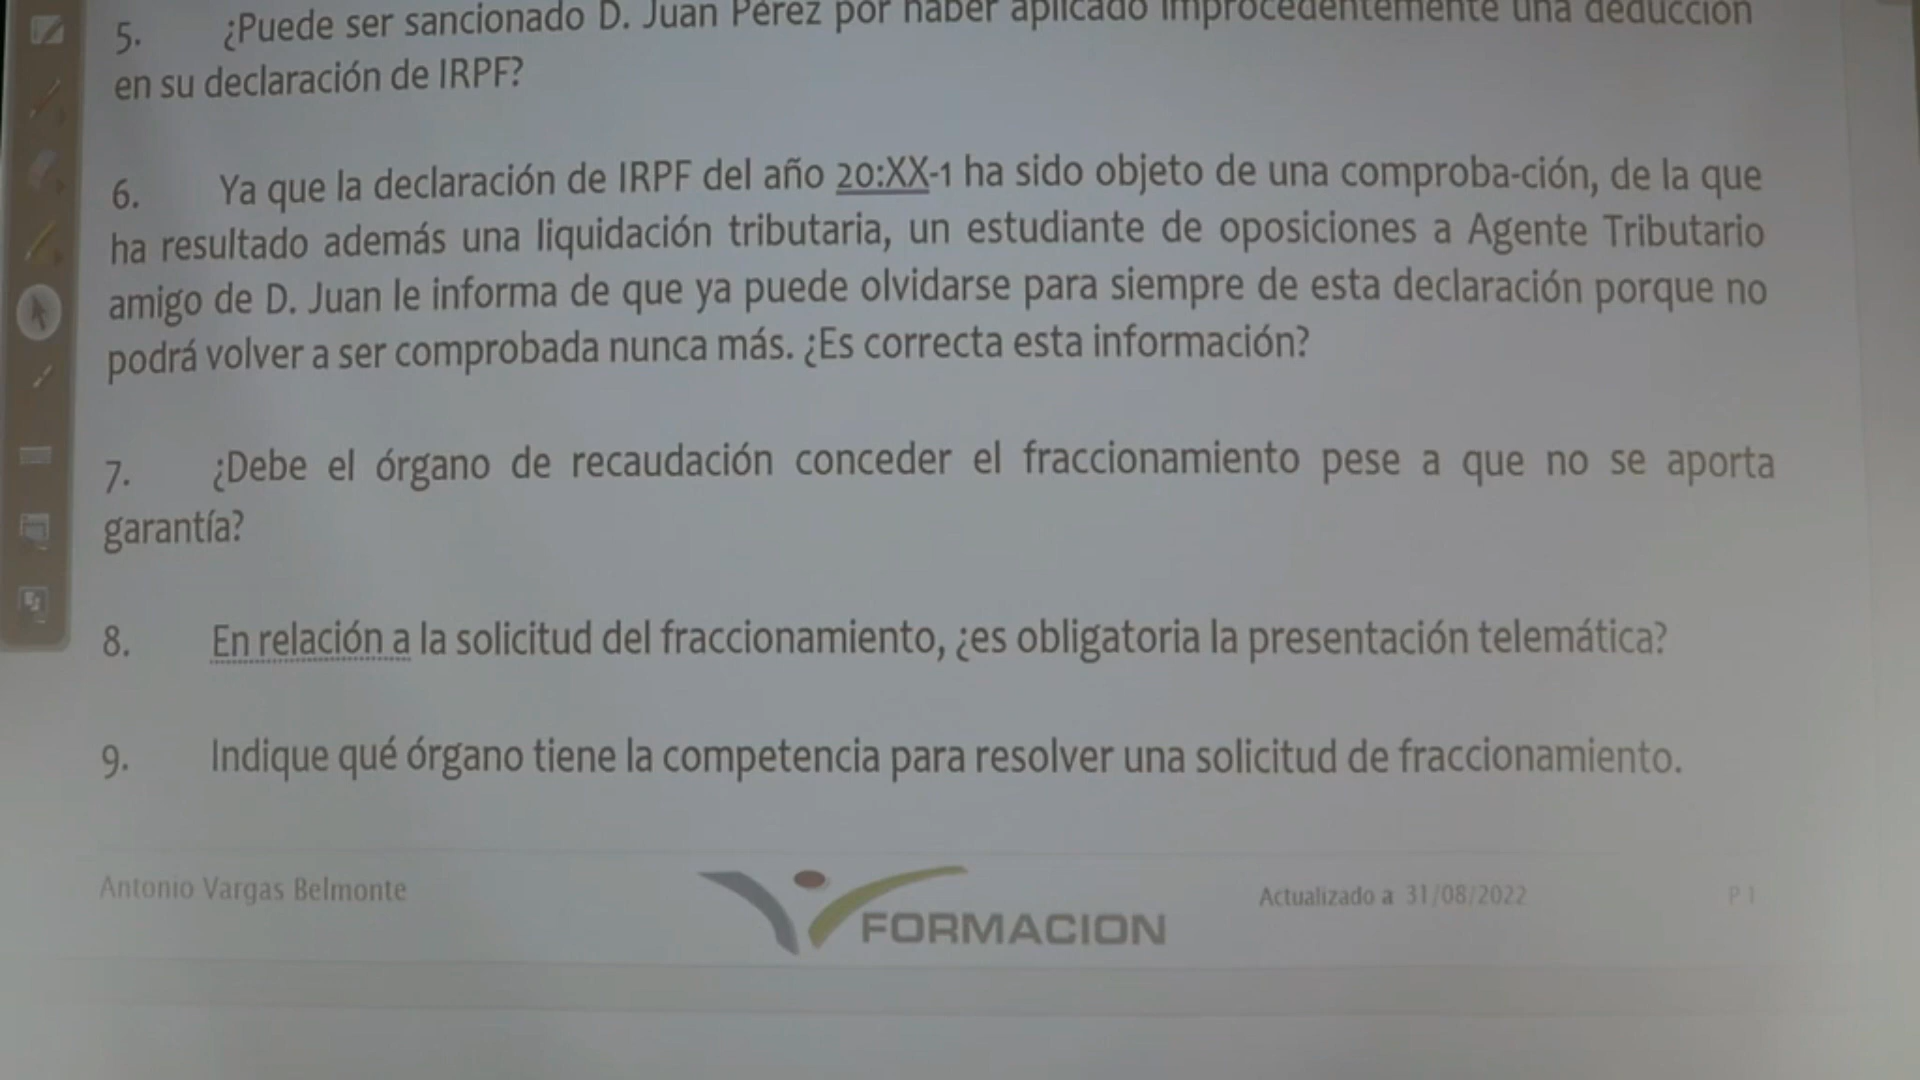 5. ¿Puede ser sancionado D. Juan Pérez por haber aplicado improcedentemente una deducción
en su declaración de IRPF?
6. Ya que la declaración de IRPF del año 20:XX-1 ha sido objeto de una comproba-ción, de la que
ha resultado además una liquidación tributaria, un estudiante de oposiciones a Agente Tributario
amigo de D. Juan le informa de que ya puede olvidarse para siempre de esta declaración porque no
podrá volver a ser comprobada nunca más. ¿Es correcta esta información?
7. ¿Debe el órgano de recaudación conceder el fraccionamiento pese a que no se aporta
garantía?
8. En relación a la solicitud del fraccionamiento, ¿es obligatoria la presentación telemática?
9. Indique qué órgano tiene la competencia para resolver una solicitud de fraccionamiento.
Antonio Vargas Belmonte
FORMACION
Actualizado a 31/08/2022
P 1